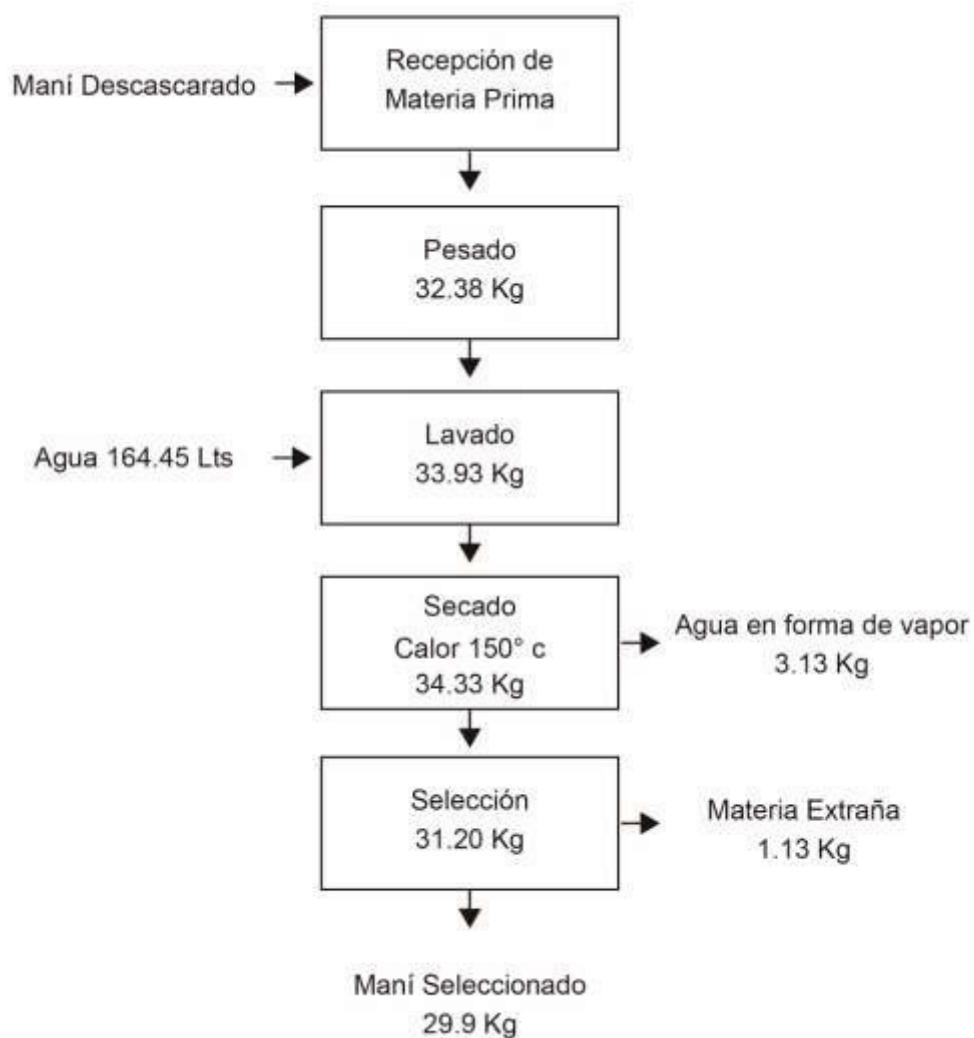 Maní Descascarado
Recepción de
Materia Prima
Pesado
32.38 Kg
Agua 164.45 Lts
Lavado
33.93 Kg
Secado
Calor 150° c
34.33 Kg
Agua en forma de vapor
3.13 Kg
Selección
31.20 Kg
Materia Extraña
1.13 Kg
Maní Seleccionado
29.9 Kg